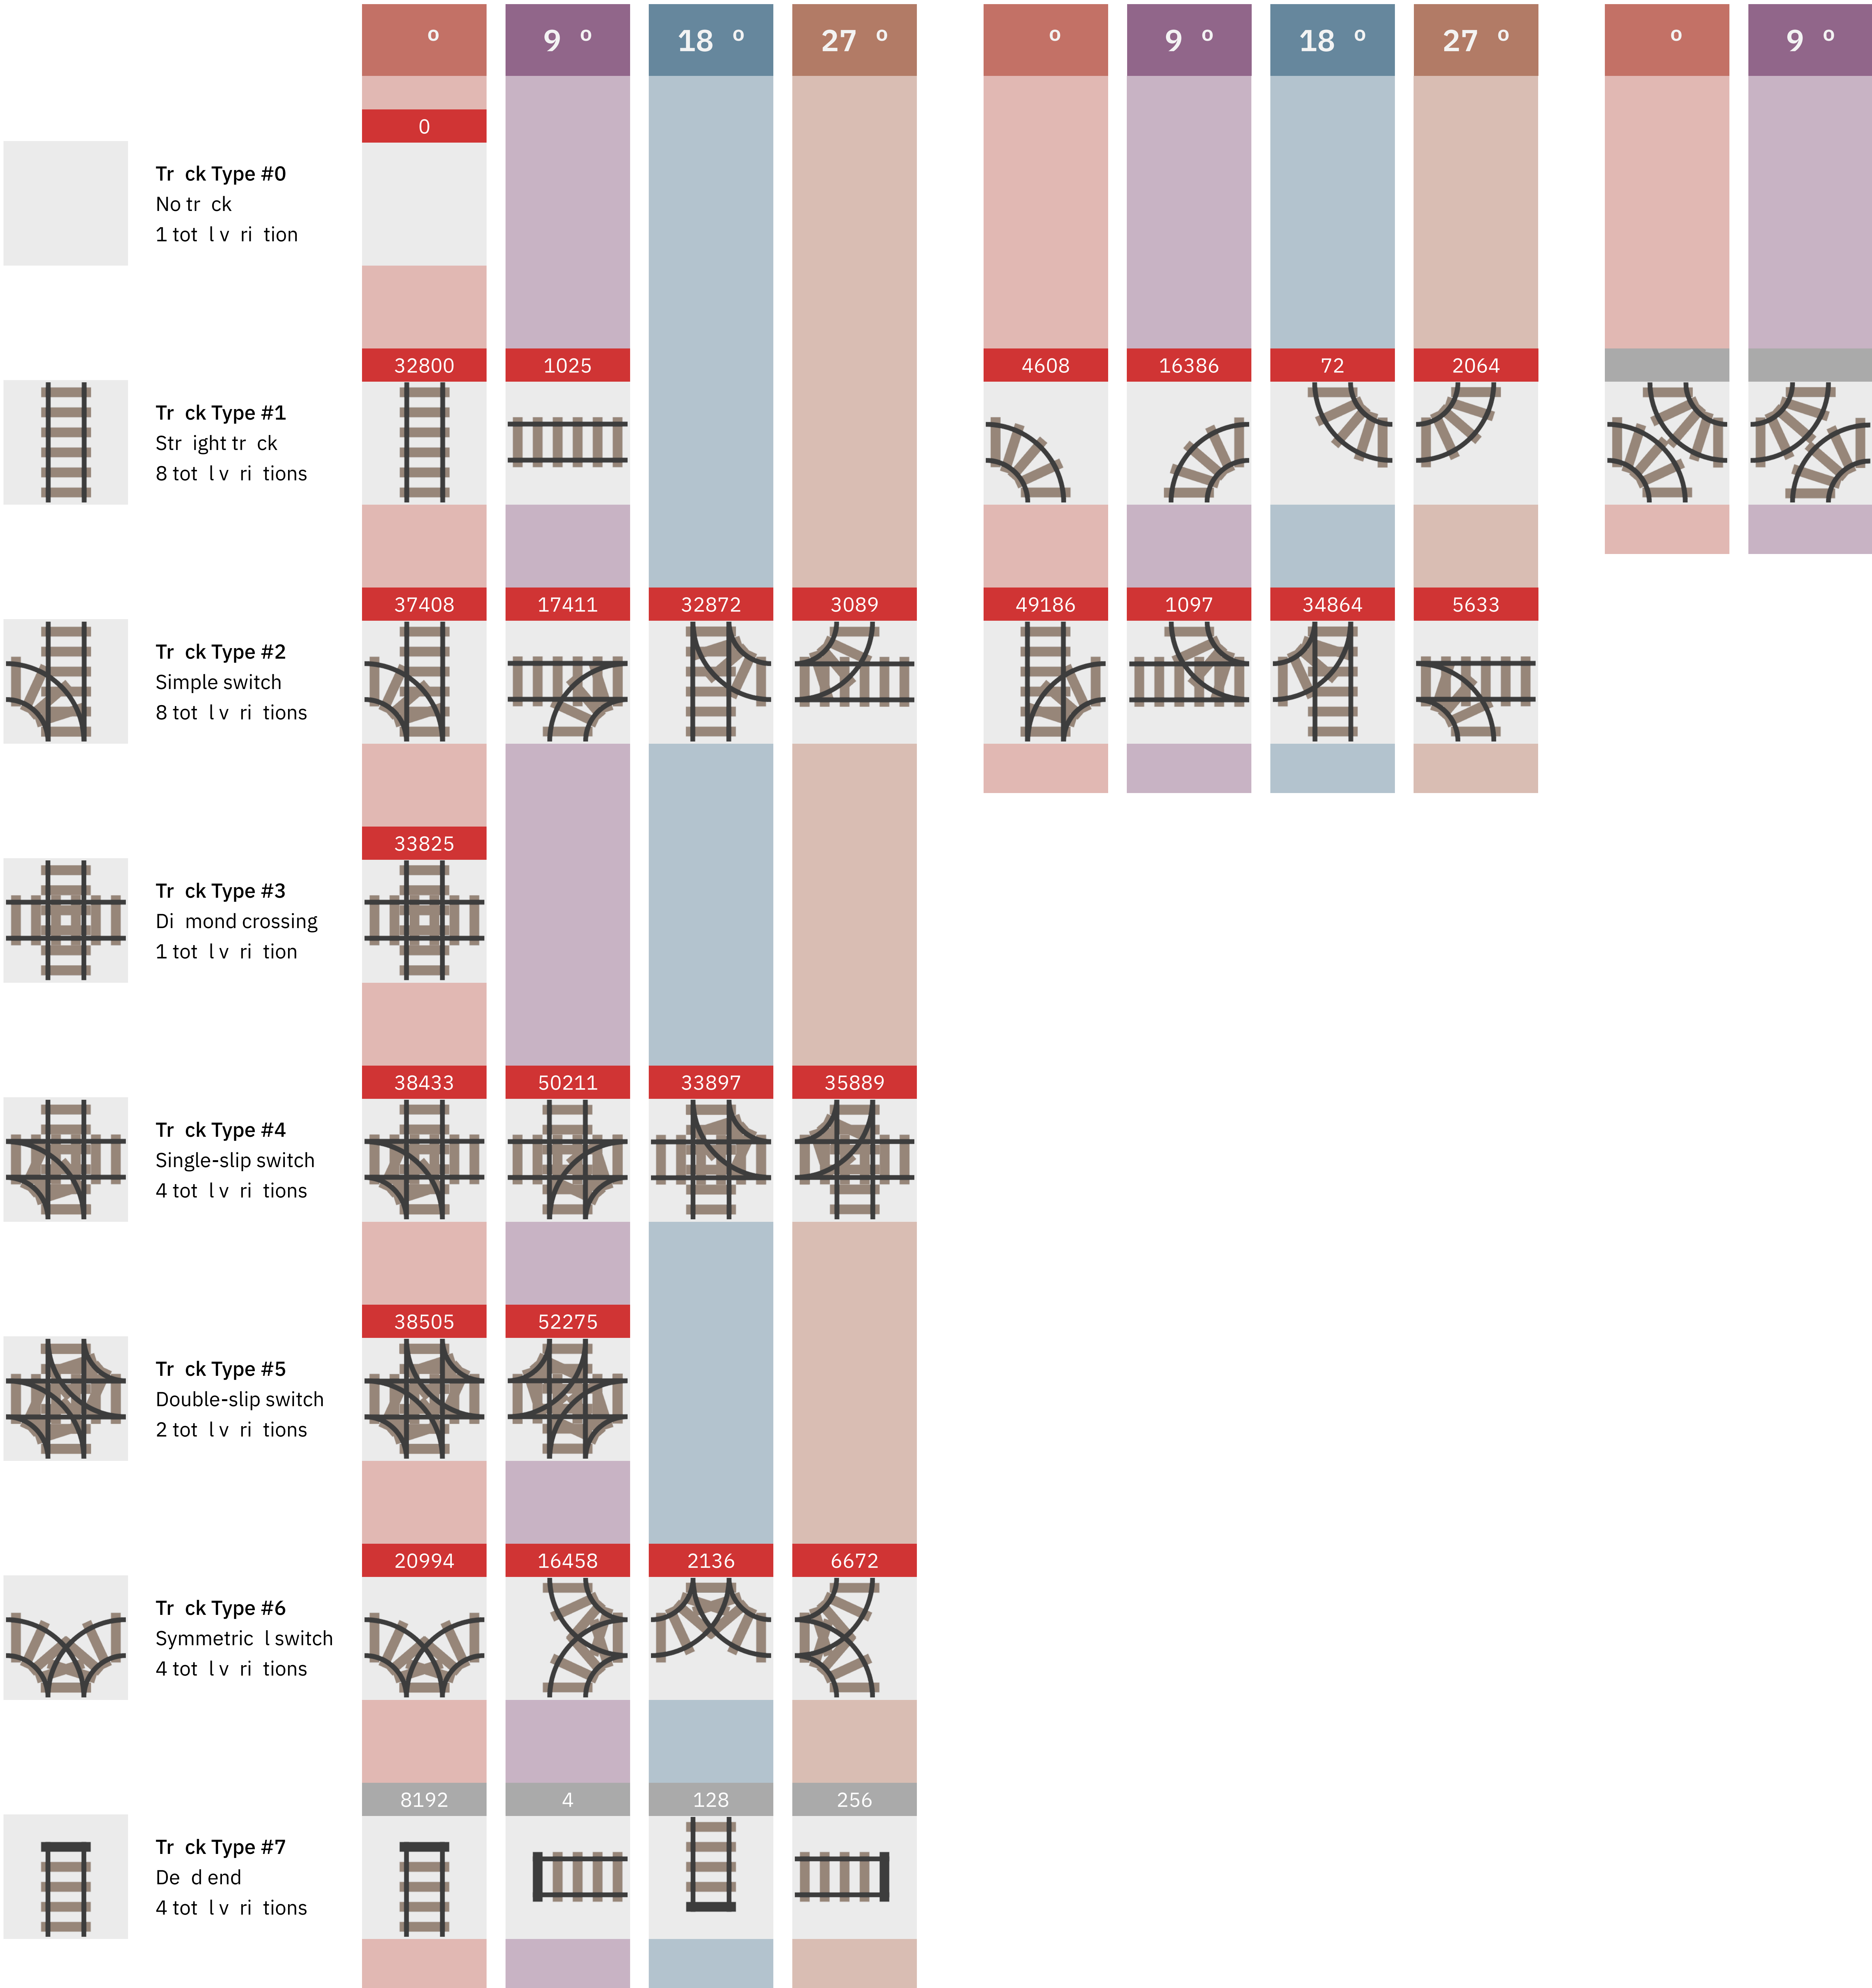 º 9 º 18 º 27 º º 9 º 18 º 27 º º 9 º
0
Tr ck Type #0
No tr ck
1 tot l v ri tion
32800 1025 4608 16386 72 2064
Tr ck Type #1
Str ight tr ck
8 tot l v ri tions
37408 17411 32872 3089 49186 1097 34864 5633
Tr ck Type #2
Simple switch
8 tot l v ri tions
33825
Tr ck Type #3
Di mond crossing
1 tot l v ri tion
38433 50211 33897 35889
Tr ck Type #4
Single-slip switch
4 tot l v ri tions
38505 52275
Tr ck Type #5
Double-slip switch
2 tot l v ri tions
20994 16458 2136 6672
Tr ck Type #6
Symmetric l switch
4 tot l v ri tions
8192 4 128 256
Tr ck Type #7
De d end
4 tot l v ri tions